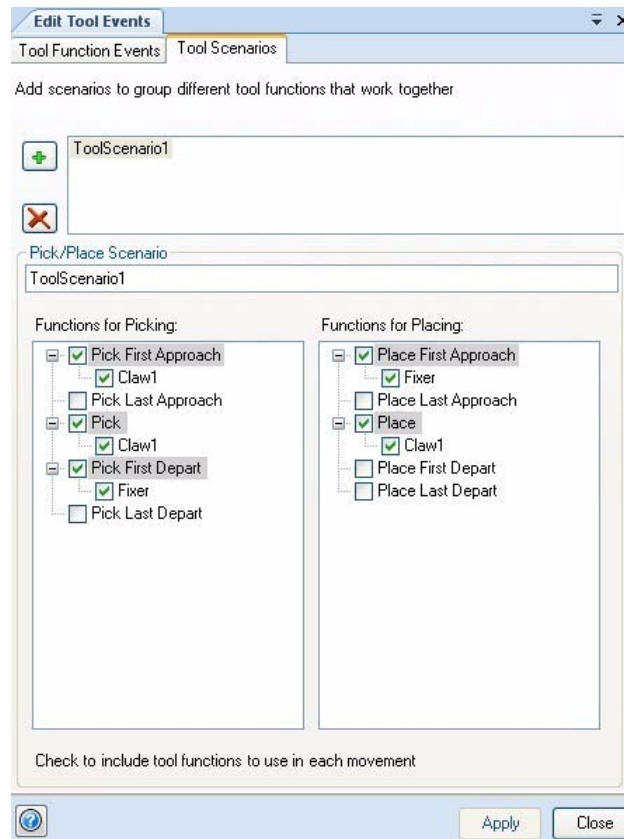 Edit Tool Events
Tool Function Events Tool Scenarios
Add scenarios to group different tool functions that work together
ToolScenario1
Pick/Place Scenario
ToolScenario1
Functions for Picking:
Pick First Approach
Claw1
Pick Last Approach
Pick
Claw1
Pick First Depart
Fixer
Pick Last Depart
Functions for Placing:
Place First Approach
Fixer
Place Last Approach
Place
Claw1
Place First Depart
Place Last Depart
Check to include tool functions to use in each movement
Apply Close